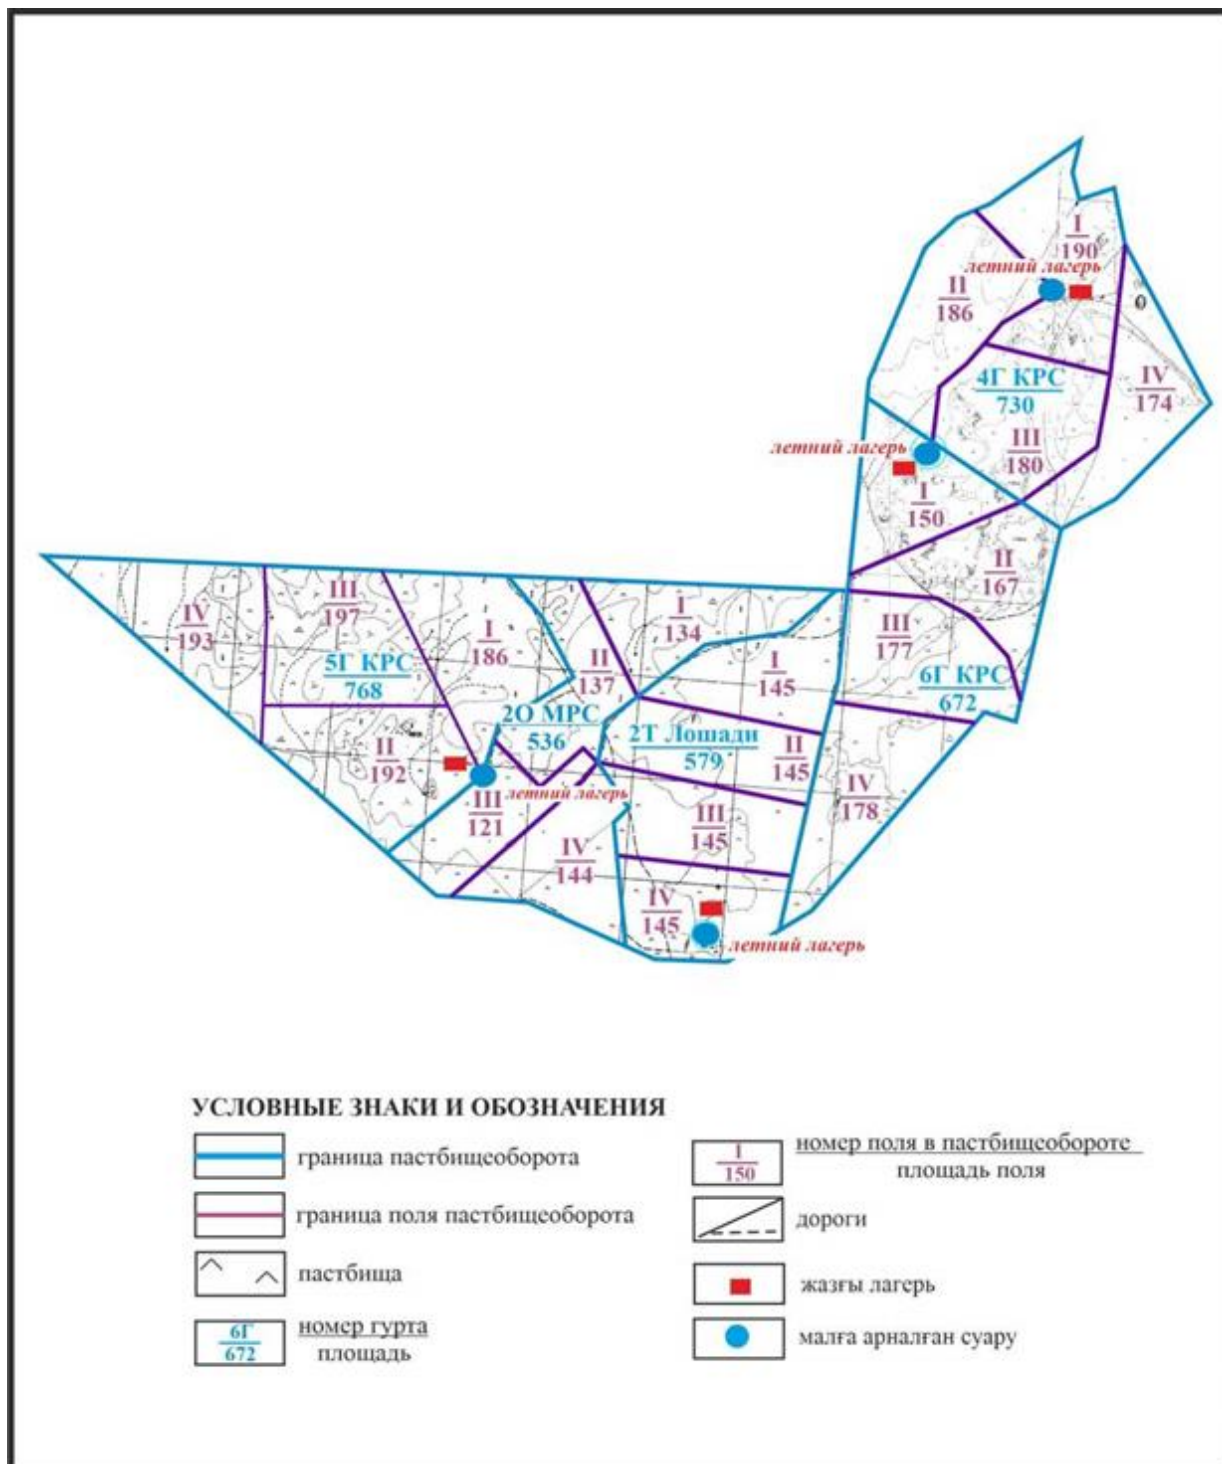 I
190
летний лагерь
II
186
4Г КРС
730
IV
174
III
180
летний лагерь
I
150
II
167
III
177
6Г КРС
672
IV
178
IV
193
III
197
5Г КРС
768
I
186
II
192
II
137
I
134
2О МРС
536
III
121
летний лагерь
IV
144
I
145
2Т Лошади
579
II
145
III
145
IV
145
летний лагерь
УСЛОВНЫЕ ЗНАКИ И ОБОЗНАЧЕНИЯ
граница пастбищеоборота
граница поля пастбищеоборота
пастбища
6Г
672
номер гурта
площадь
I
150
номер поля в пастбищеобороте
площадь поля
дороги
жазғы лагерь
малға арналған суару